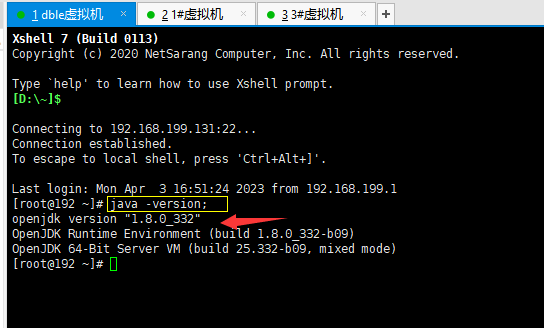 1 dble虚拟机 × 2 1#虚拟机 × 3 3#虚拟机 × +
Xshell 7 (Build 0113)
Copyright (c) 2020 NetSarang Computer, Inc. All rights reserved.
Type `help' to learn how to use Xshell prompt.
[D:\~]$
Connecting to 192.168.199.131:22...
Connection established.
To escape to local shell, press 'Ctrl+Alt+]'.
Last login: Mon Apr  3 16:51:24 2023 from 192.168.199.1
[root@192 ~]# java -version;
openjdk version "1.8.0_332"
OpenJDK Runtime Environment (build 1.8.0_332-b09)
OpenJDK 64-Bit Server VM (build 25.332-b09, mixed mode)
[root@192 ~]#